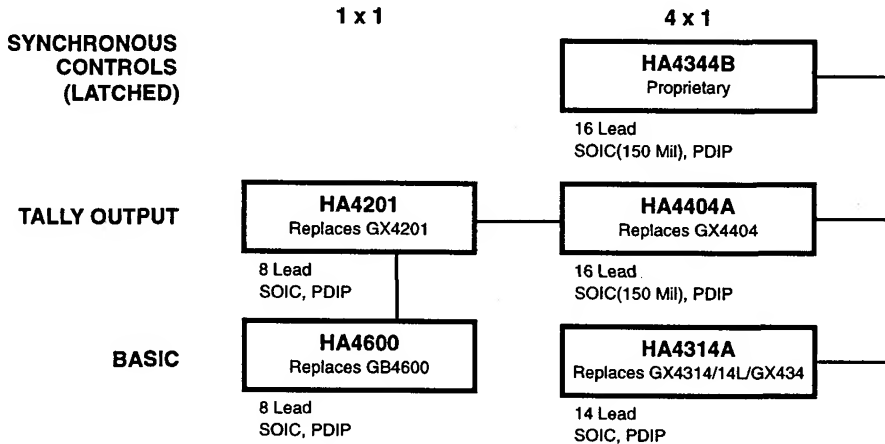 1 x 1
4 x 1
SYNCHRONOUS
CONTROLS
(LATCHED)
HA4344B
Proprietary
16 Lead
SOIC(150 Mil), PDIP
TALLY OUTPUT
HA4201
Replaces GX4201
8 Lead
SOIC, PDIP
HA4404A
Replaces GX4404
16 Lead
SOIC(150 Mil), PDIP
BASIC
HA4600
Replaces GB4600
8 Lead
SOIC, PDIP
HA4314A
Replaces GX4314/14L/GX434
14 Lead
SOIC, PDIP